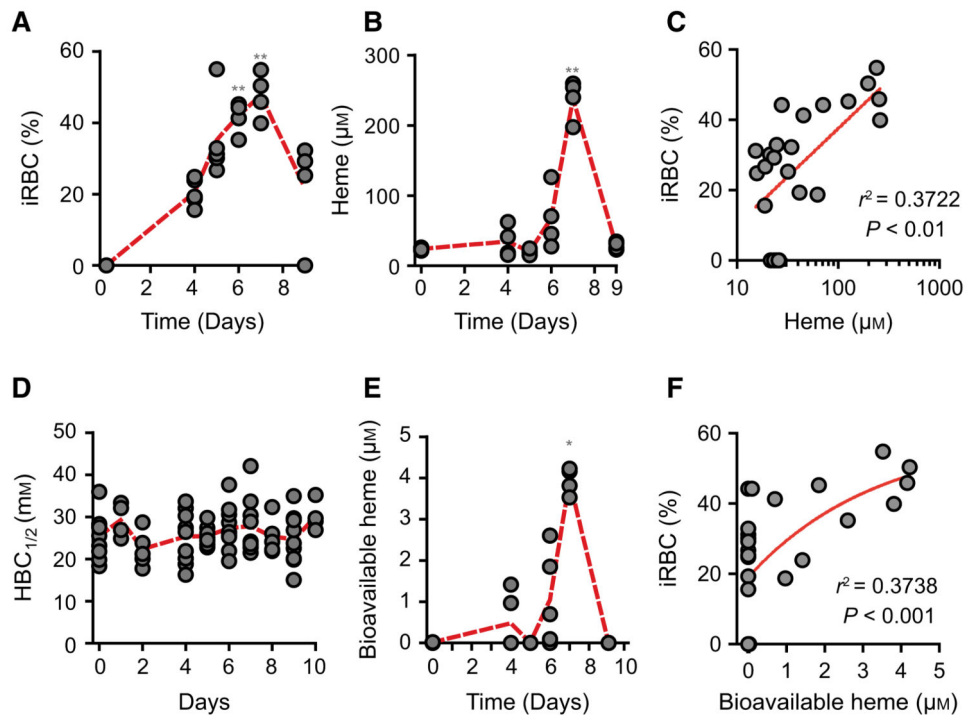 A
60
40
20
0
iRBC (%)
**
**
0 2 4 6 8
Time (Days)
B
300
200
100
0
Heme (μM)
**
0 2 4 6 8 9
Time (Days)
C
60
40
20
0
iRBC (%)
r² = 0.3722
P < 0.01
10 100 1000
Heme (μM)
D
50
40
30
20
10
0
HBC1/2 (mM)
0 2 4 6 8 10
Days
E
5
4
3
2
1
0
Bioavailable heme (μM)
*
0 2 4 6 8 10
Time (Days)
F
60
40
20
0
iRBC (%)
r² = 0.3738
P < 0.001
0 1 2 3 4 5
Bioavailable heme (μM)